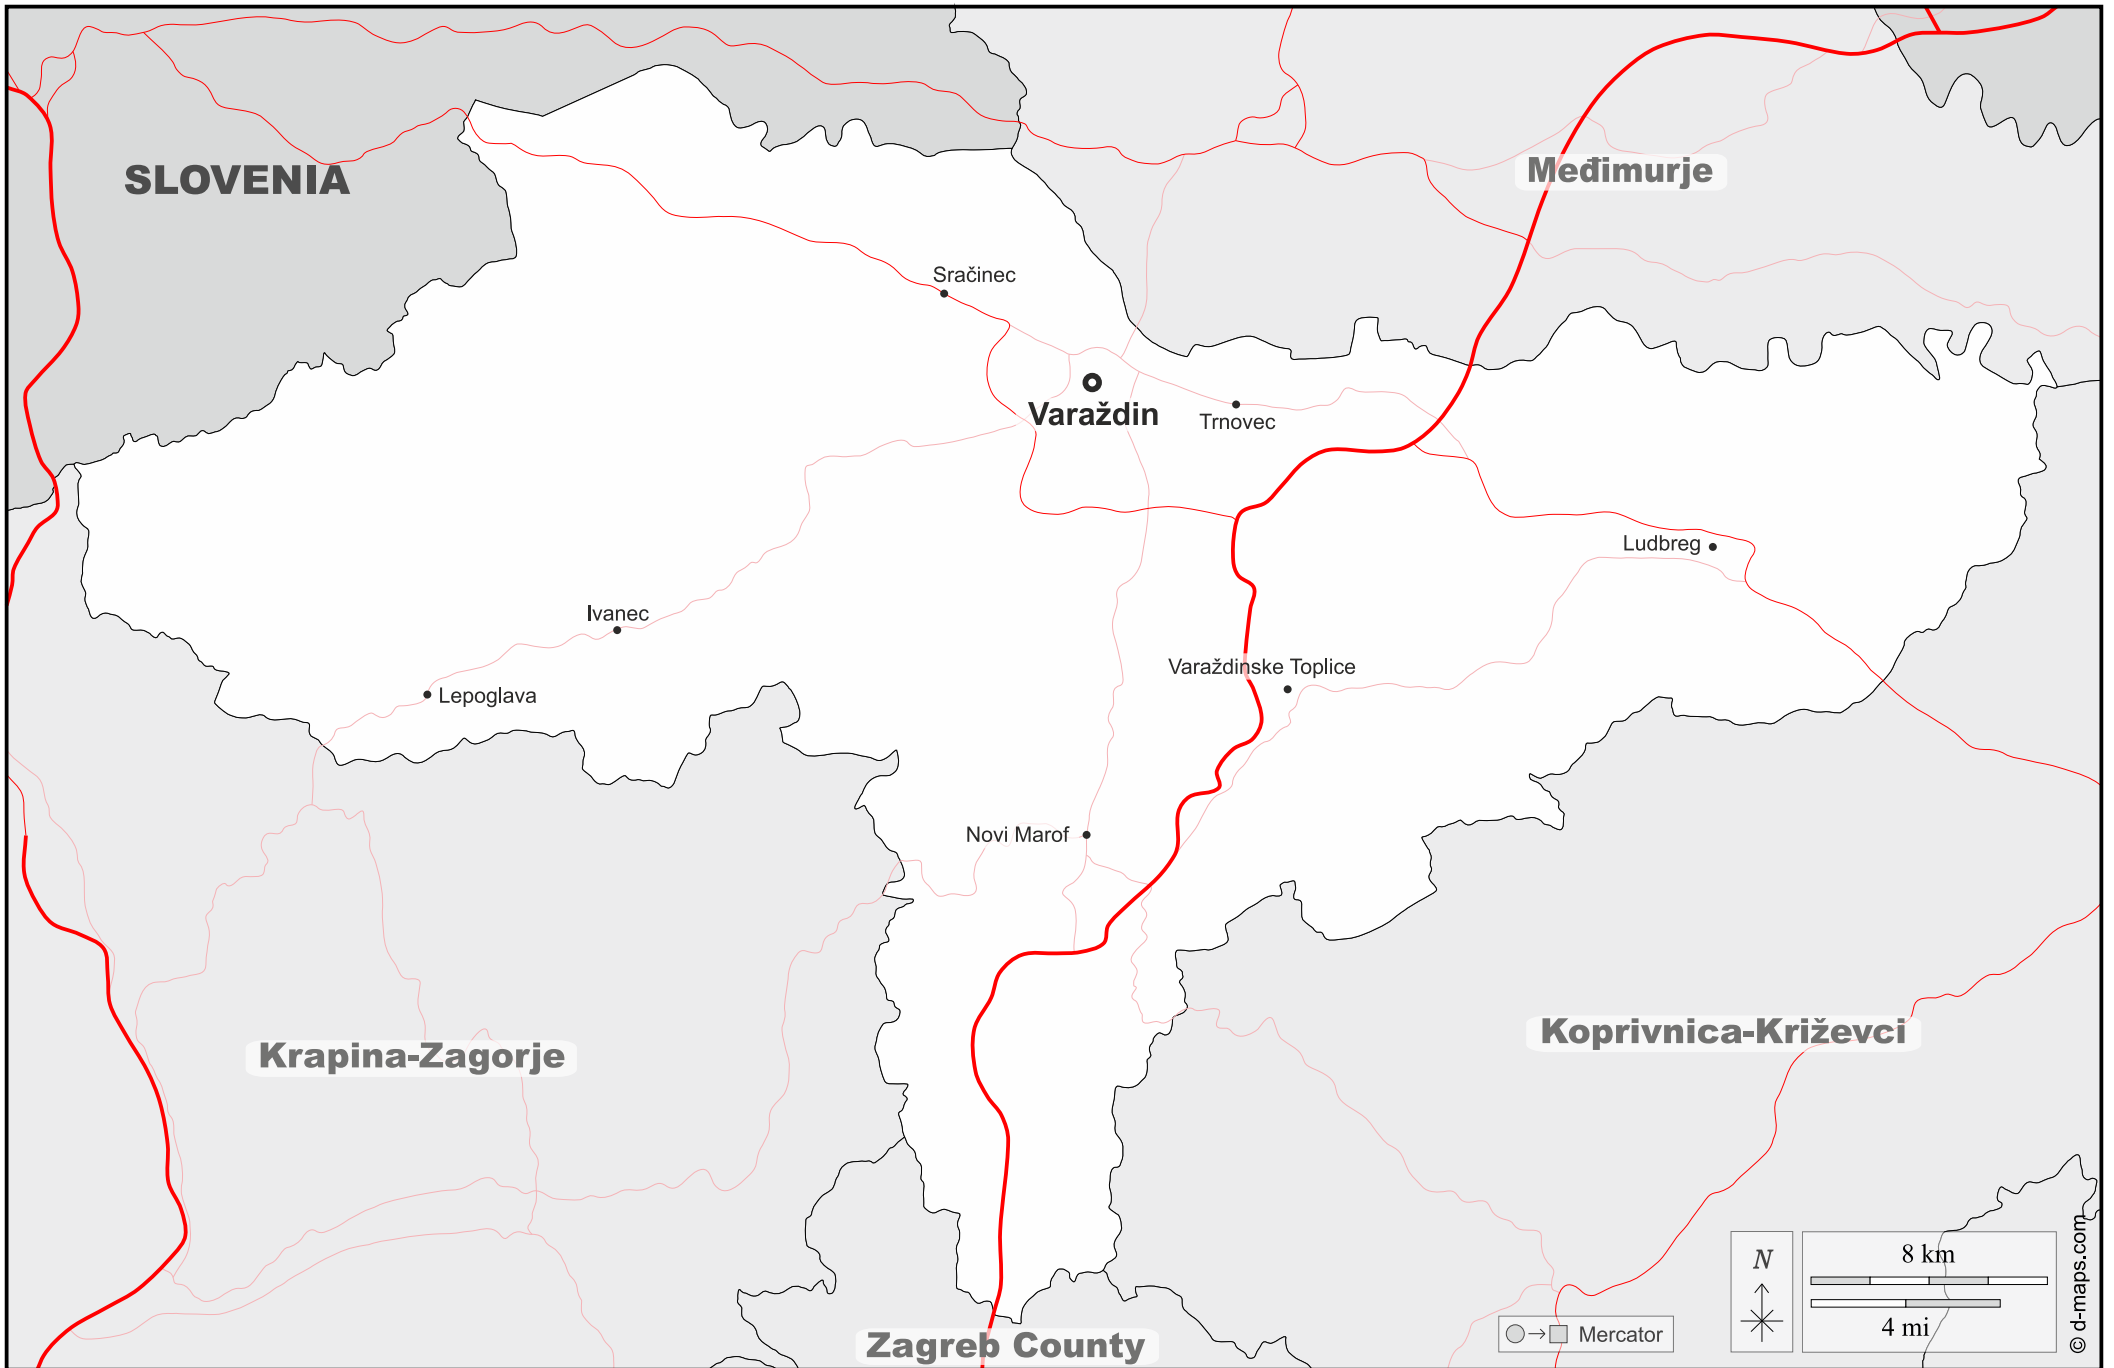 SLOVENIA
Međimurje
Sračinec
Varaždin
Trnovec
Ludbreg
Ivanec
Varaždinske Toplice
Lepoglava
Novi Marof
Koprivnica-Križevci
Krapina-Zagorje
Zagreb County
N
8 km
4 mi
Mercator
© d-maps.com